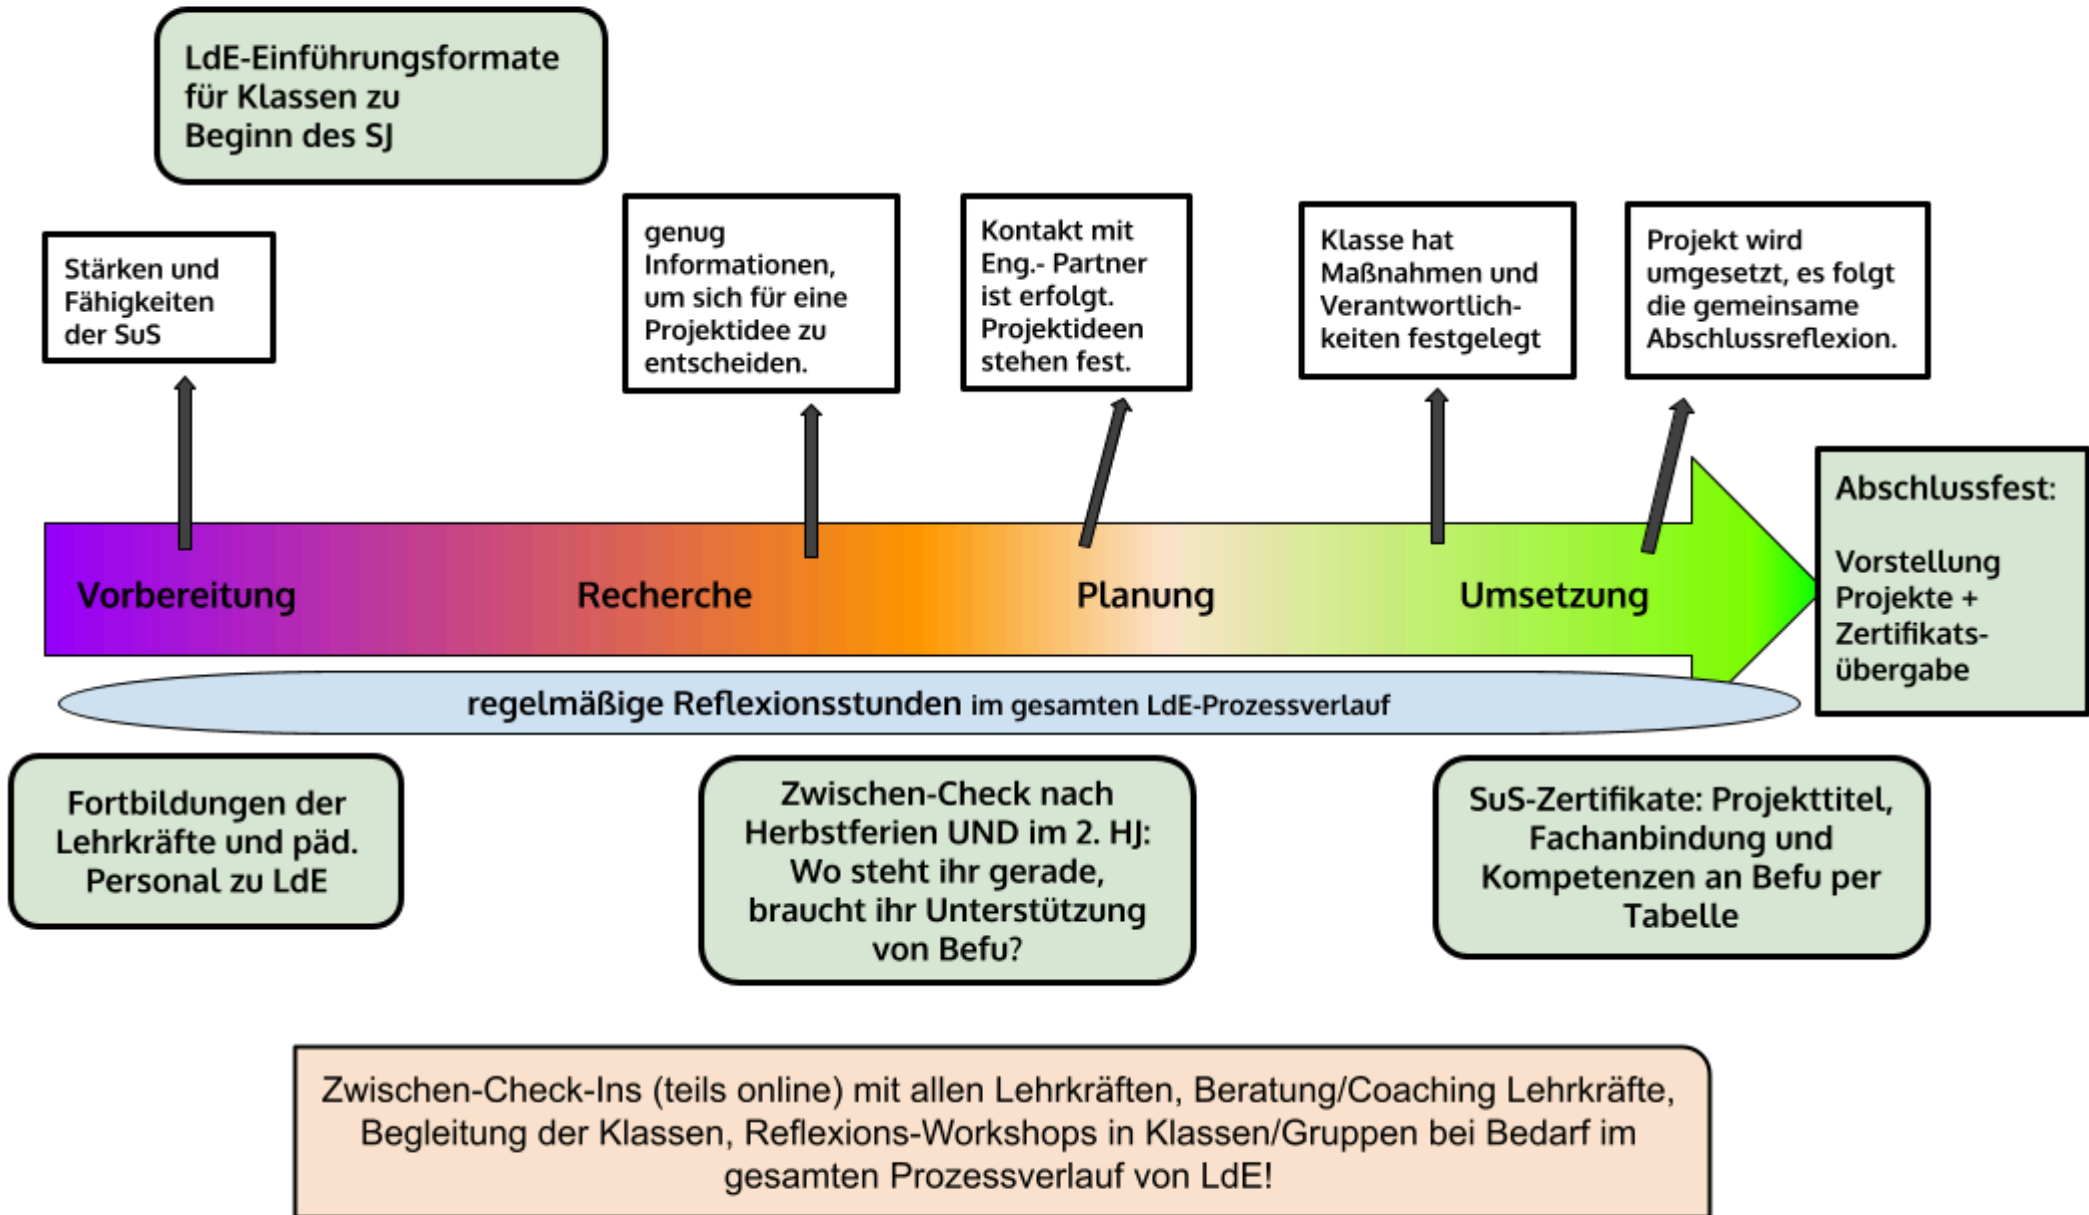 LdE-Einführungsformate
für Klassen zu
Beginn des SJ
Stärken und
Fähigkeiten
der SuS
genug
Informationen,
um sich für eine
Projektidee zu
entscheiden.
Kontakt mit
Eng.- Partner
ist erfolgt.
Projektideen
stehen fest.
Klasse hat
Maßnahmen und
Verantwortlich-
keiten festgelegt
Projekt wird
umgesetzt, es folgt
die gemeinsame
Abschlussreflexion.
Vorbereitung
Recherche
Planung
Umsetzung
Abschlussfest:
Vorstellung
Projekte +
Zertifikats-
übergabe
regelmäßige Reflexionsstunden im gesamten LdE-Prozessverlauf
Fortbildungen der
Lehrkräfte und päd.
Personal zu LdE
Zwischen-Check nach
Herbstferien UND im 2. HJ:
Wo steht ihr gerade,
braucht ihr Unterstützung
von Befu?
SuS-Zertifikate: Projekttitel,
Fachanbindung und
Kompetenzen an Befu per
Tabelle
Zwischen-Check-Ins (teils online) mit allen Lehrkräften, Beratung/Coaching Lehrkräfte,
Begleitung der Klassen, Reflexions-Workshops in Klassen/Gruppen bei Bedarf im
gesamten Prozessverlauf von LdE!